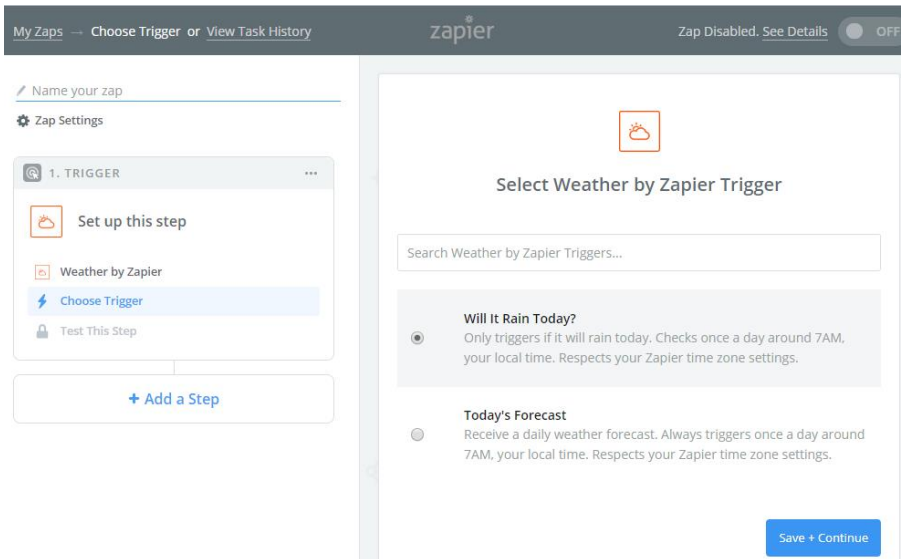 My Zaps → Choose Trigger or View Task History
zapier
Zap Disabled. See Details
OFF
Name your zap
Zap Settings
1. TRIGGER
Set up this step
Weather by Zapier
Choose Trigger
Test This Step
+ Add a Step
Select Weather by Zapier Trigger
Search Weather by Zapier Triggers...
Will It Rain Today?
Only triggers if it will rain today. Checks once a day around 7AM,
your local time. Respects your Zapier time zone settings.
Today's Forecast
Receive a daily weather forecast. Always triggers once a day around
7AM, your local time. Respects your Zapier time zone settings.
Save + Continue